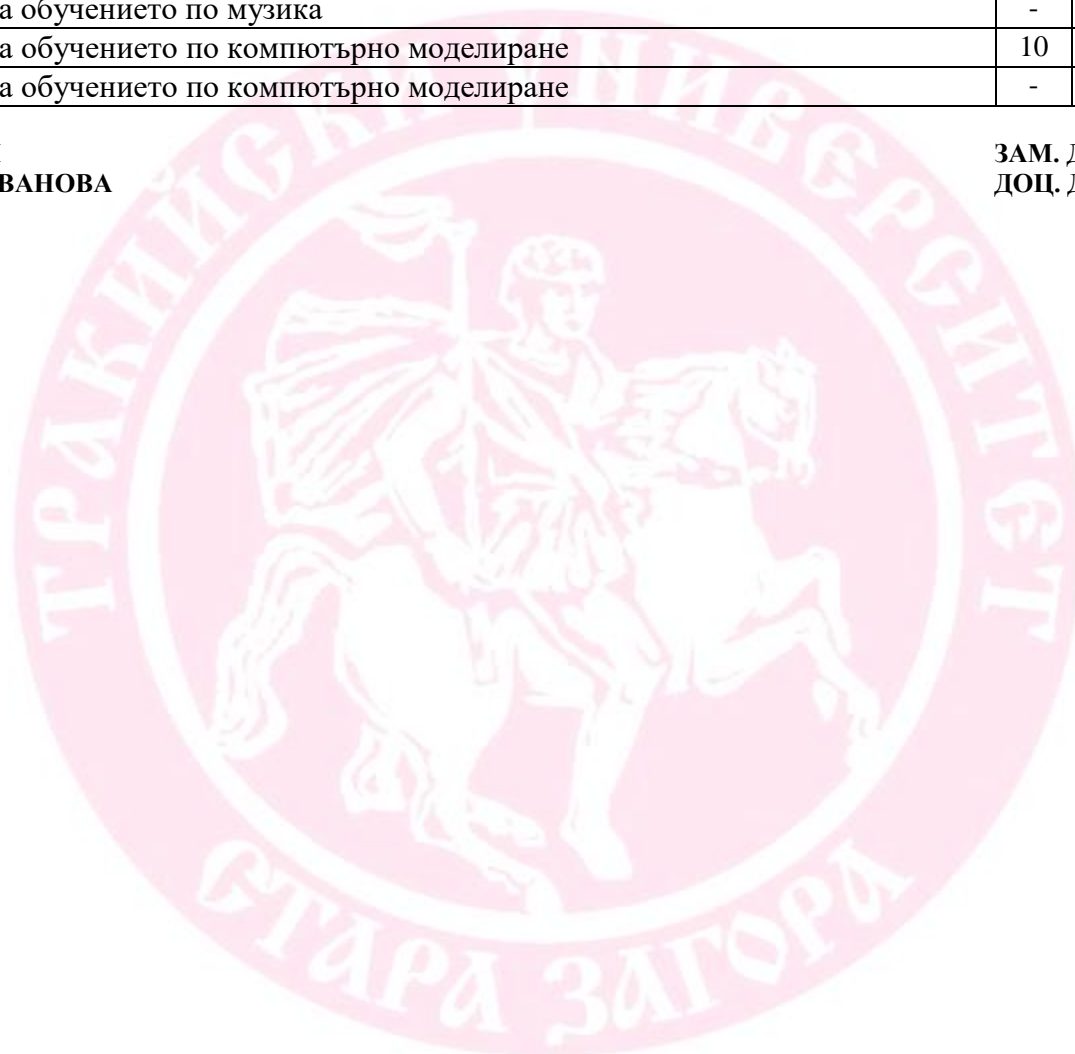 а обучението по музика -
а обучението по компютърно моделиране 10
а обучението по компютърно моделиране -
ЗАМ. Д
ВАНОВА ДОЦ. Д
ТРАКИЙСКИ УНИВЕРСИТЕТ
СТАРА ЗАГОРА